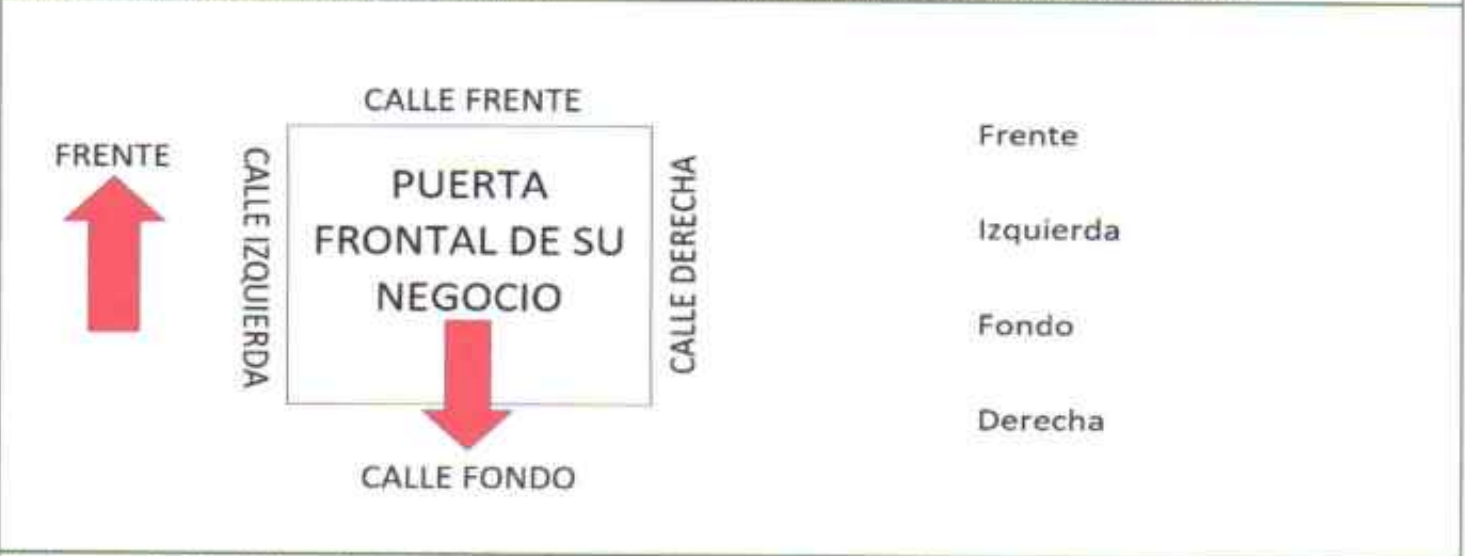 CALLE FRENTE
FRENTE
CALLE IZQUIERDA
PUERTA
FRONTAL DE SU
NEGOCIO
CALLE DERECHA
CALLE FONDO
Frente
Izquierda
Fondo
Derecha